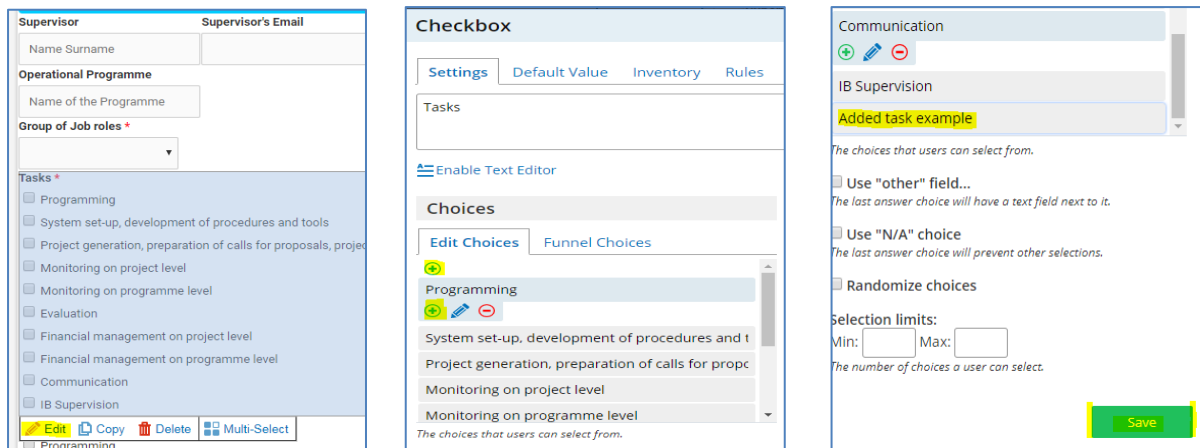 Supervisor Supervisor's Email
Name Surname
Operational Programme
Name of the Programme
Group of Job roles *
Tasks *
Programming
System set-up, development of procedures and tools
Project generation, preparation of calls for proposals, projec
Monitoring on project level
Monitoring on programme level
Evaluation
Financial management on project level
Financial management on programme level
Communication
IB Supervision
Edit Copy Delete Multi-Select
Programming
Checkbox
Settings Default Value Inventory Rules
Tasks
Enable Text Editor
Choices
Edit Choices Funnel Choices
Programming
System set-up, development of procedures and t
Project generation, preparation of calls for propo
Monitoring on project level
Monitoring on programme level
The choices that users can select from.
Communication
IB Supervision
Added task example
The choices that users can select from.
Use "other" field...
The last answer choice will have a text field next to it.
Use "N/A" choice
The last answer choice will prevent other selections.
Randomize choices
Selection limits:
Min: Max:
The number of choices a user can select.
Save